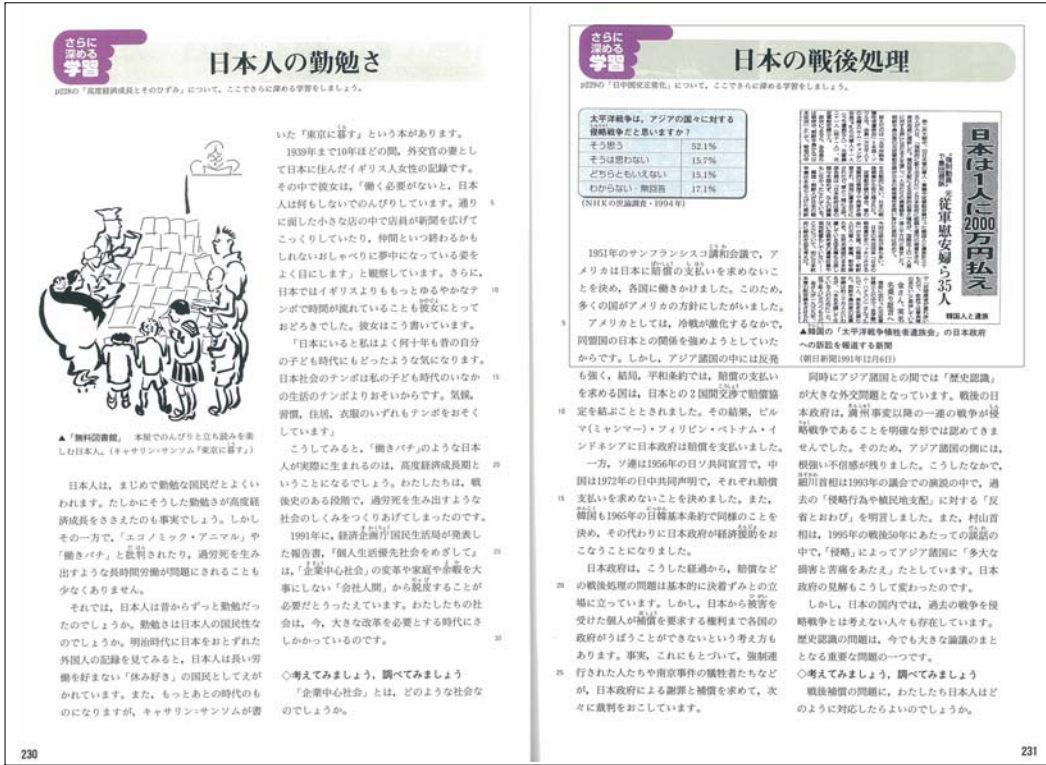 さらに
深める
学習
日本人の勤勉さ
p228の「高度経済成長とそのひずみ」について，ここでさらに深める学習をしましょう。
▲「無料図書館」 本屋でのんびりと立ち読みを楽
しむ日本人。（キャサリン=サンソム『東京に暮す』）
日本人は，まじめで勤勉な国民だとよくい
われます。たしかにそうした勤勉さが高度経
済成長をささえたのも事実でしょう。しかし
その一方で，「エコノミック・アニマル」や
「働きバチ」と批判されたり，過労死を生み
出すような長時間労働が問題にされることも
少なくありません。
それでは，日本人は昔からずっと勤勉だっ
たのでしょうか。勤勉さは日本人の国民性な
のでしょうか。明治時代に日本をおとずれた
外国人の記録を見てみると，日本人は長い労
働を好まない「休み好き」の国民としてえが
かれています。また，もっとあとの時代のも
のになりますが，キャサリン=サンソムが書
いた『東京に暮す』という本があります。
1939年まで10年ほどの間，外交官の妻とし
て日本に住んだイギリス人女性の記録です。
その中で彼女は，「働く必要がないと，日本
人は何もしないでのんびりしています。通り
に面した小さな店の中で店員が新聞を広げて
こっくりしていたり，仲間といつ終わるかも
しれないおしゃべりに夢中になっている姿を
よく目にします」と観察しています。さらに，
日本ではイギリスよりももっとゆるやかなテ
ンポで時間が流れていることも彼女にとって
おどろきでした。彼女はこう書いています。
「日本にいると私はよく何十年も昔の自分
の子ども時代にもどったような気になります。
日本社会のテンポは私の子ども時代のいなか
の生活のテンポよりおそいからです。気候，
習慣，住居，衣服のいずれもテンポをおそく
しています」
こうしてみると，「働きバチ」のような日本
人が実際に生まれるのは，高度経済成長期と
いうことになるでしょう。わたしたちは，戦
後史のある段階で，過労死を生み出すような
社会のしくみをつくりあげてしまったのです。
1991年に，経済企画庁国民生活局が発表し
た報告書，『個人生活優先社会をめざして』
は，「企業中心社会」の変革や家庭や余暇を大
事にしない「会社人間」から脱皮することが
必要だとうったえています。わたしたちの社
会は，今，大きな改革を必要とする時代にさ
しかかっているのです。
◇考えてみましょう，調べてみましょう
「企業中心社会」とは，どのような社会な
のでしょうか。
230
さらに
深める
学習
日本の戦後処理
p229の「日中国交正常化」について，ここでさらに深める学習をしましょう。
太平洋戦争は，アジアの国々に対する
侵略戦争だと思いますか？
そう思う 52.1%
そうは思わない 15.7%
どちらともいえない 15.1%
わからない・無回答 17.1%
（NHKの世論調査・1994年）
日本は1人に2000万円払え
韓国人と遺族
元従軍慰安婦ら35人
▲韓国の「太平洋戦争犠牲者遺族会」の日本政府
への訴訟を報道する新聞
（朝日新聞1991年12月6日）
1951年のサンフランシスコ講和会議で，ア
メリカは日本に賠償の支払いを求めないこ
とを決め，各国に働きかけました。このため，
多くの国がアメリカの方針にしたがいました。
アメリカとしては，冷戦が激化するなかで，
同盟国の日本との関係を強めようとしていた
からです。しかし，アジア諸国の中には反発
も強く，結局，平和条約では，賠償の支払い
を求める国は，日本との2国間交渉で賠償協
定を結ぶこととされました。その結果，ビル
マ（ミャンマー）・フィリピン・ベトナム・イ
ンドネシアに日本政府は賠償を支払いました。
一方，ソ連は1956年の日ソ共同宣言で，中
国は1972年の日中共同声明で，それぞれ賠償
支払いを求めないことを決めました。また，
韓国も1965年の日韓基本条約で同様のことを
決め，その代わりに日本政府が経済援助をお
こなうことになりました。
日本政府は，こうした経過から，賠償など
の戦後処理の問題は基本的に決着ずみとの立
場に立っています。しかし，日本から被害を
受けた個人が補償を要求する権利まで各国の
政府がうばうことができないという考え方も
あります。事実，これにもとづいて，強制連
行された人たちや南京事件の犠牲者たちなど
が，日本政府による謝罪と補償を求めて，次
々に裁判をおこしています。
同時にアジア諸国との間では「歴史認識」
が大きな外交問題となっています。戦後の日
本政府は，満州事変以降の一連の戦争が侵
略戦争であることを明確な形では認めてきま
せんでした。そのため，アジア諸国の側には，
根強い不信感が残りました。こうしたなかで，
細川首相は1993年の議会での演説の中で，過
去の「侵略行為や植民地支配」に対する「反
省とおわび」を明言しました。また，村山首
相は，1995年の戦後50年にあたっての談話の
中で，「侵略」によってアジア諸国に「多大な
損害と苦痛をあたえ」たとしています。日本
政府の見解もこうして変わったのです。
しかし，日本の国内では，過去の戦争を侵
略戦争とは考えない人々も存在しています。
歴史認識の問題は，今でも大きな論議のまと
となる重要な問題の一つです。
◇考えてみましょう，調べてみましょう
戦後補償の問題に，わたしたち日本人はど
のように対応したらよいのでしょうか。
231